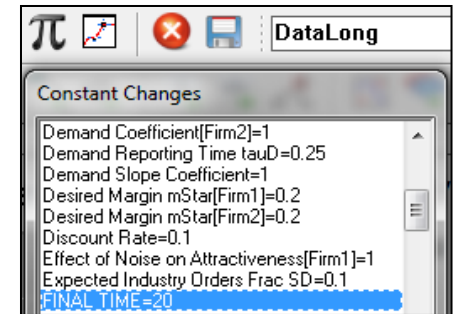 π DataLong
Constant Changes
Demand Coefficient[Firm2]=1
Demand Reporting Time tauD=0.25
Demand Slope Coefficient=1
Desired Margin mStar[Firm1]=0.2
Desired Margin mStar[Firm2]=0.2
Discount Rate=0.1
Effect of Noise on Attractiveness[Firm1]=1
Expected Industry Orders Frac SD=0.1
FINAL TIME=20